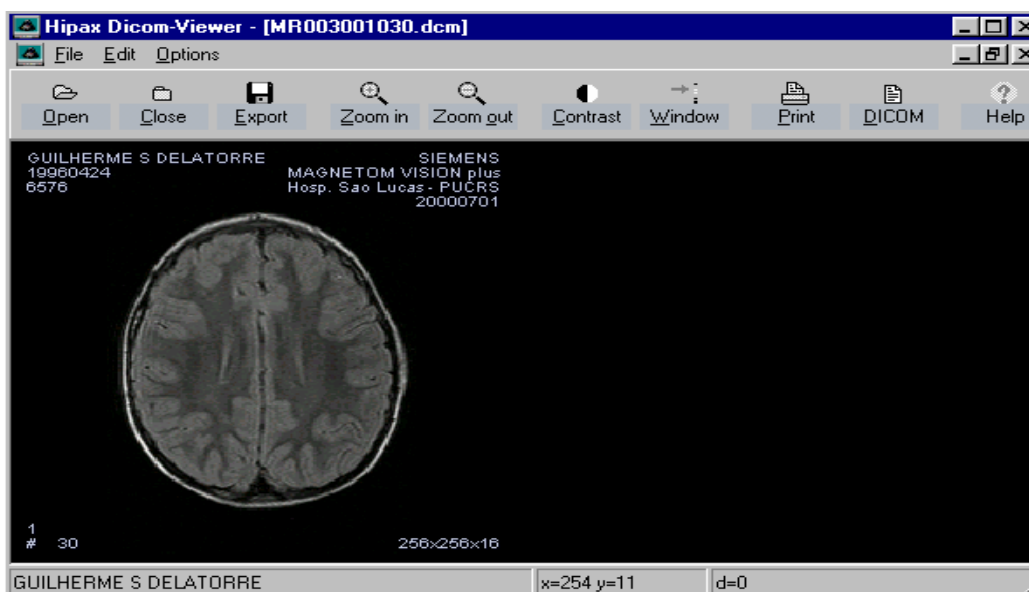 Hipax Dicom-Viewer - [MR003001030.dcm]
File Edit Options
Open Close Export Zoom in Zoom out Contrast Window Print DICOM Help
GUILHERME S DELATORRE SIEMENS
19960424 MAGNETOM VISION plus
6576 Hosp. Sao Lucas - PUCRS
20000701
1
# 30 256x256x16
GUILHERME S DELATORRE x=254 y=11 d=0